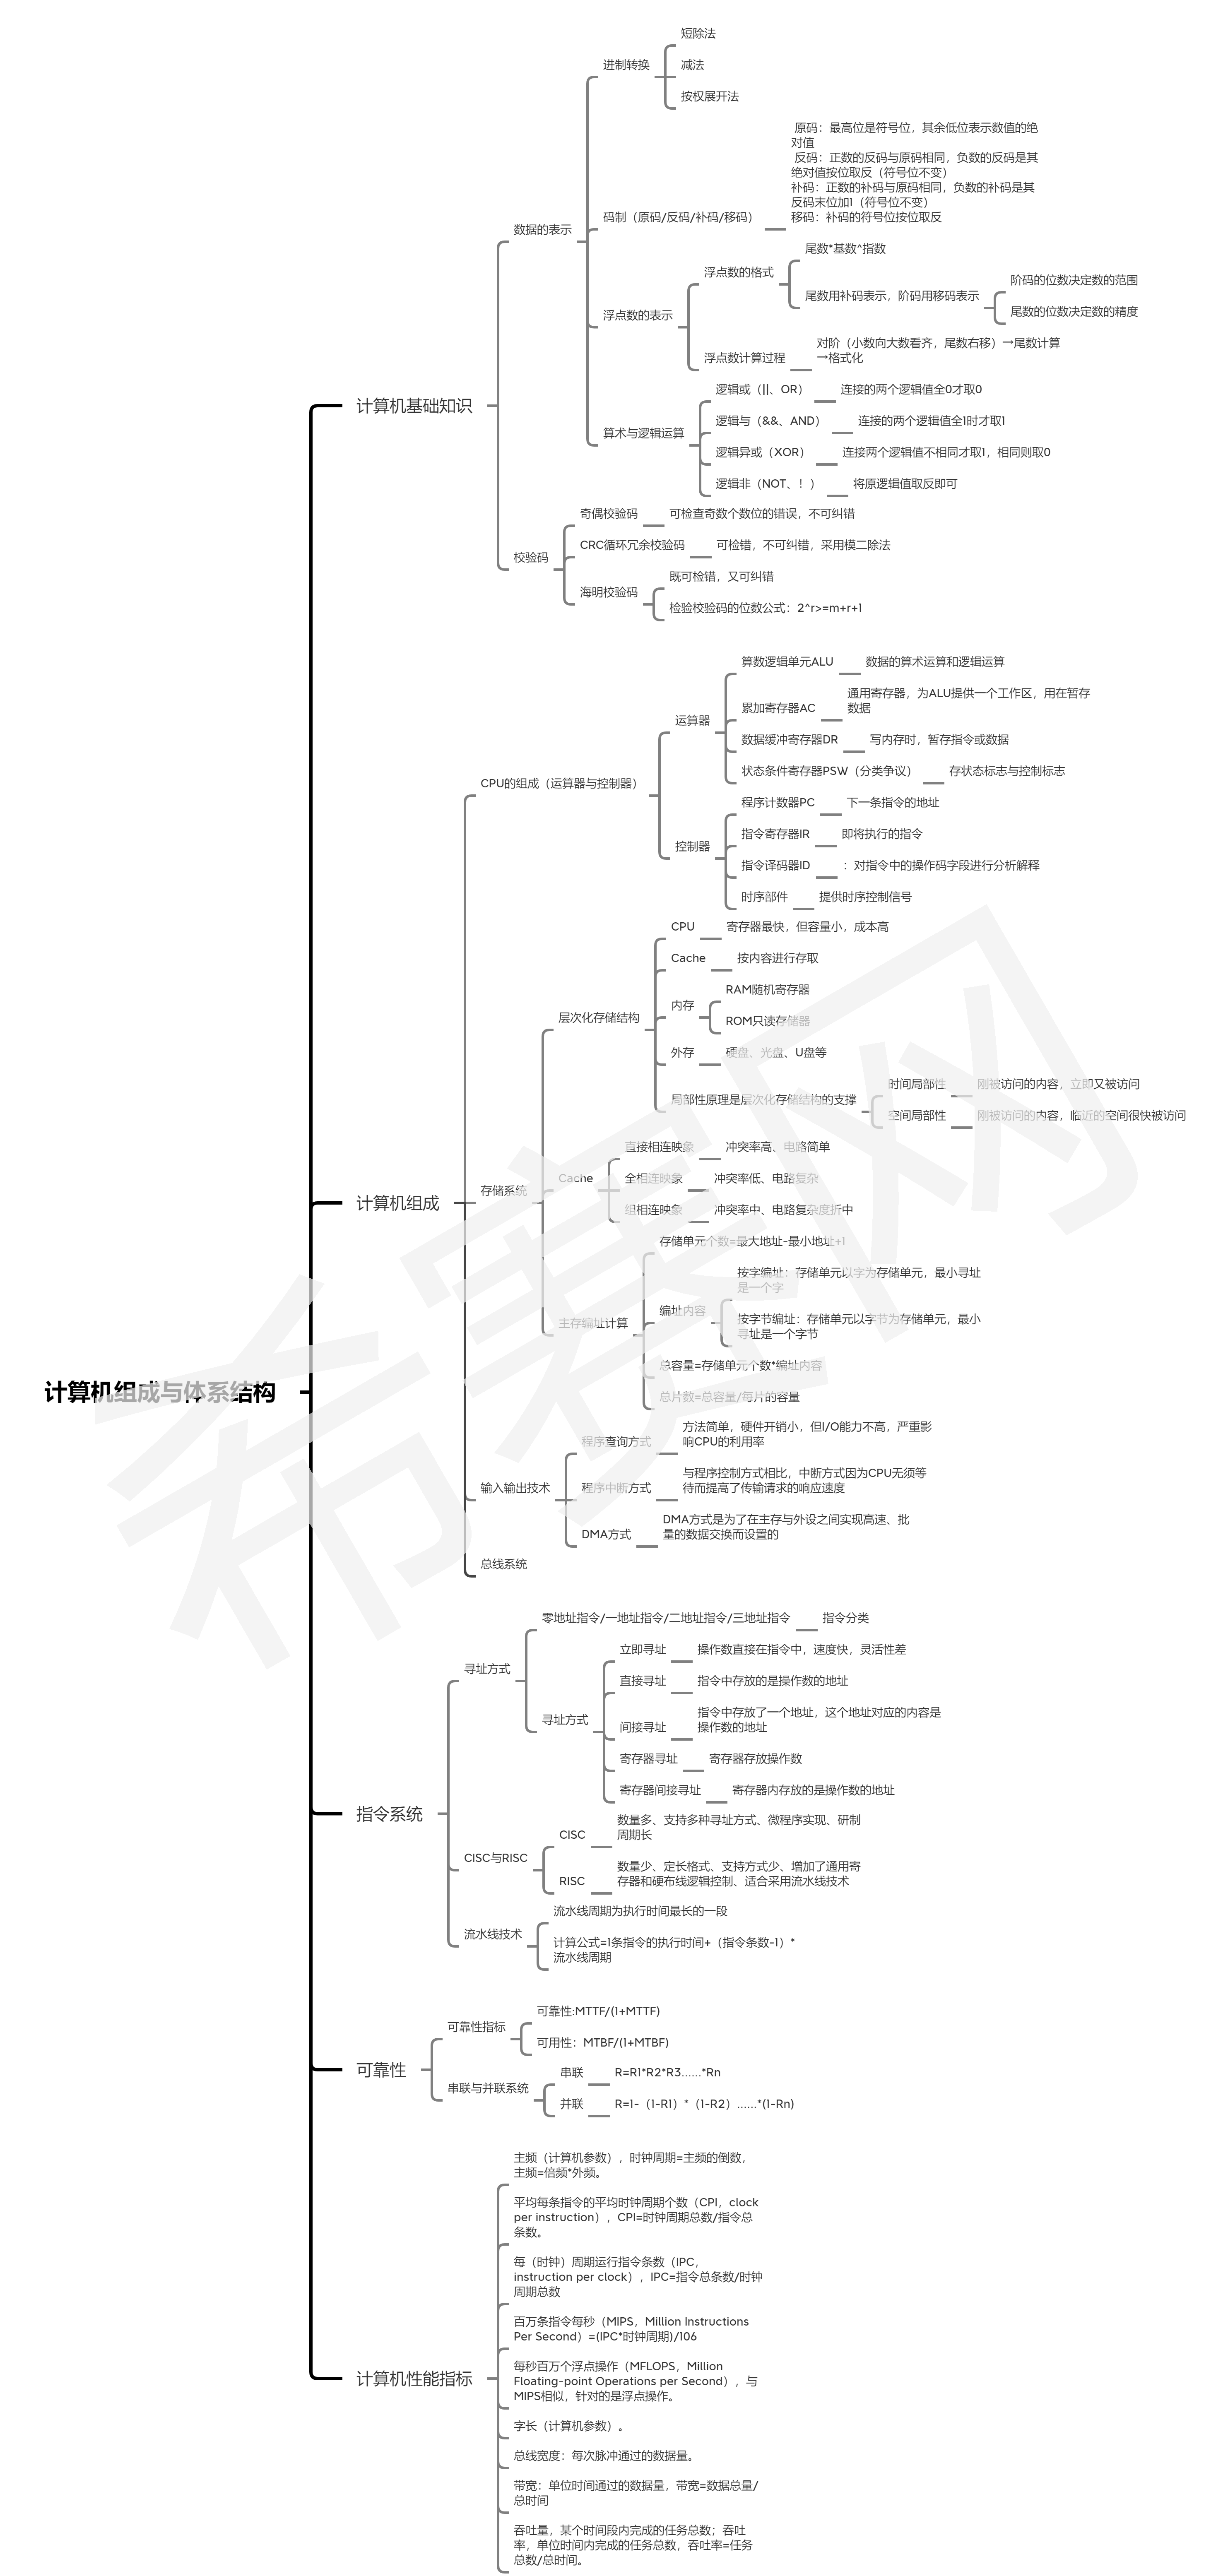 计算机组成与体系结构
计算机基础知识
数据的表示
进制转换
短除法
减法
按权展开法
码制（原码/反码/补码/移码）
原码：最高位是符号位，其余低位表示数值的绝
对值
反码：正数的反码与原码相同，负数的反码是其
绝对值按位取反（符号位不变）
补码：正数的补码与原码相同，负数的补码是其
反码末位加1（符号位不变）
移码：补码的符号位按位取反
浮点数的表示
浮点数的格式
尾数*基数^指数
尾数用补码表示，阶码用移码表示
阶码的位数决定数的范围
尾数的位数决定数的精度
浮点数计算过程
对阶（小数向大数看齐，尾数右移）→尾数计算
→格式化
算术与逻辑运算
逻辑或（||、OR）
连接的两个逻辑值全0才取0
逻辑与（&&、AND）
连接的两个逻辑值全1时才取1
逻辑异或（XOR）
连接两个逻辑值不相同才取1，相同则取0
逻辑非（NOT、！）
将原逻辑值取反即可
校验码
奇偶校验码
可检查奇数个数位的错误，不可纠错
CRC循环冗余校验码
可检错，不可纠错，采用模二除法
海明校验码
既可检错，又可纠错
检验校验码的位数公式：2^r>=m+r+1
计算机组成
CPU的组成（运算器与控制器）
运算器
算数逻辑单元ALU
数据的算术运算和逻辑运算
累加寄存器AC
通用寄存器，为ALU提供一个工作区，用在暂存
数据
数据缓冲寄存器DR
写内存时，暂存指令或数据
状态条件寄存器PSW（分类争议）
存状态标志与控制标志
控制器
程序计数器PC
下一条指令的地址
指令寄存器IR
即将执行的指令
指令译码器ID
：对指令中的操作码字段进行分析解释
时序部件
提供时序控制信号
存储系统
层次化存储结构
CPU
寄存器最快，但容量小，成本高
Cache
按内容进行存取
内存
RAM随机寄存器
ROM只读存储器
外存
硬盘、光盘、U盘等
局部性原理是层次化存储结构的支撑
时间局部性
刚被访问的内容，立即又被访问
空间局部性
刚被访问的内容，临近的空间很快被访问
Cache
直接相连映象
冲突率高、电路简单
全相连映象
冲突率低、电路复杂
组相连映象
冲突率中、电路复杂度折中
主存编址计算
存储单元个数=最大地址-最小地址+1
编址内容
按字编址：存储单元以字为存储单元，最小寻址
是一个字
按字节编址：存储单元以字节为存储单元，最小
寻址是一个字节
总容量=存储单元个数*编址内容
总片数=总容量/每片的容量
输入输出技术
程序查询方式
方法简单，硬件开销小，但I/O能力不高，严重影
响CPU的利用率
程序中断方式
与程序控制方式相比，中断方式因为CPU无须等
待而提高了传输请求的响应速度
DMA方式
DMA方式是为了在主存与外设之间实现高速、批
量的数据交换而设置的
总线系统
指令系统
寻址方式
零地址指令/一地址指令/二地址指令/三地址指令
指令分类
寻址方式
立即寻址
操作数直接在指令中，速度快，灵活性差
直接寻址
指令中存放的是操作数的地址
间接寻址
指令中存放了一个地址，这个地址对应的内容是
操作数的地址
寄存器寻址
寄存器存放操作数
寄存器间接寻址
寄存器内存放的是操作数的地址
CISC与RISC
CISC
数量多、支持多种寻址方式、微程序实现、研制
周期长
RISC
数量少、定长格式、支持方式少、增加了通用寄
存器和硬布线逻辑控制、适合采用流水线技术
流水线技术
流水线周期为执行时间最长的一段
计算公式=1条指令的执行时间+（指令条数-1）*
流水线周期
可靠性
可靠性指标
可靠性:MTTF/(1+MTTF)
可用性：MTBF/(1+MTBF)
串联与并联系统
串联
R=R1*R2*R3......*Rn
并联
R=1-（1-R1）*（1-R2）......*(1-Rn)
计算机性能指标
主频（计算机参数），时钟周期=主频的倒数，
主频=倍频*外频。
平均每条指令的平均时钟周期个数（CPI，clock
per instruction），CPI=时钟周期总数/指令总
条数。
每（时钟）周期运行指令条数（IPC，
instruction per clock），IPC=指令总条数/时钟
周期总数
百万条指令每秒（MIPS，Million Instructions
Per Second）=(IPC*时钟周期)/106
每秒百万个浮点操作（MFLOPS，Million
Floating-point Operations per Second），与
MIPS相似，针对的是浮点操作。
字长（计算机参数）。
总线宽度：每次脉冲通过的数据量。
带宽：单位时间通过的数据量，带宽=数据总量/
总时间
吞吐量，某个时间段内完成的任务总数；吞吐
率，单位时间内完成的任务总数，吞吐率=任务
总数/总时间。
希赛网